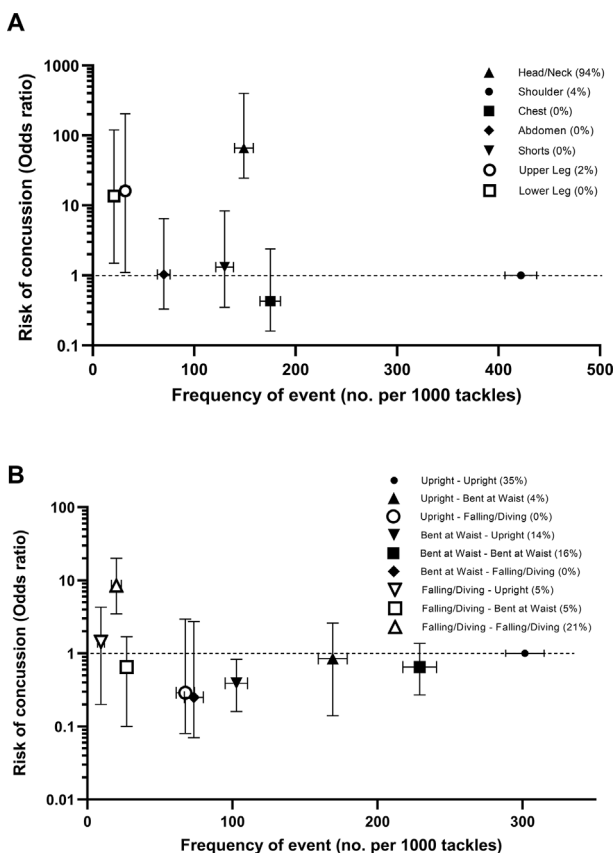 A
Risk of concussion (Odds ratio)
1000
100
10
1
0.1
0
100
200
300
400
500
Frequency of event (no. per 1000 tackles)
Head/Neck (94%)
Shoulder (4%)
Chest (0%)
Abdomen (0%)
Shorts (0%)
Upper Leg (2%)
Lower Leg (0%)
B
Risk of concussion (Odds ratio)
100
10
1
0.1
0.01
0
100
200
300
Frequency of event (no. per 1000 tackles)
Upright - Upright (35%)
Upright - Bent at Waist (4%)
Upright - Falling/Diving (0%)
Bent at Waist - Upright (14%)
Bent at Waist - Bent at Waist (16%)
Bent at Waist - Falling/Diving (0%)
Falling/Diving - Upright (5%)
Falling/Diving - Bent at Waist (5%)
Falling/Diving - Falling/Diving (21%)